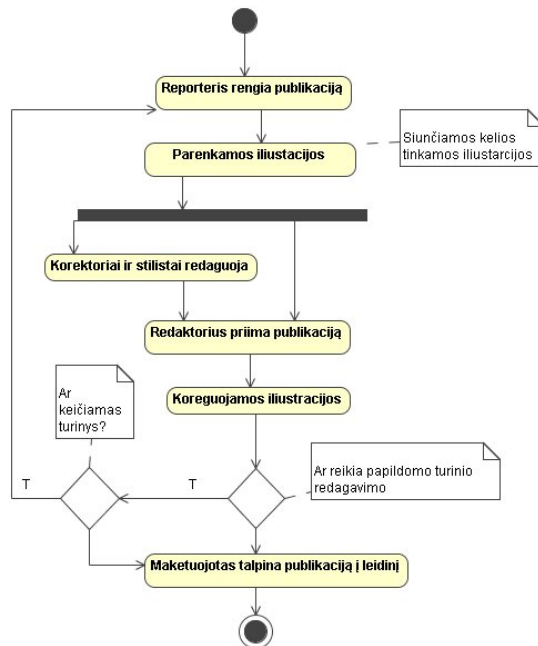 Reporteris rengia publikaciją
Siunčiamos kelios
tinkamos iliustarcijos
Parenkamos iliustacijos
Korektoriai ir stilistai redaguoja
Redaktorius priima publikaciją
Ar
keičiamas
turinys?
Koreguojamos iliustracijos
Ar reikia papildomo turinio
redagavimo
T
T
Maketuojotas talpina publikaciją į leidinį